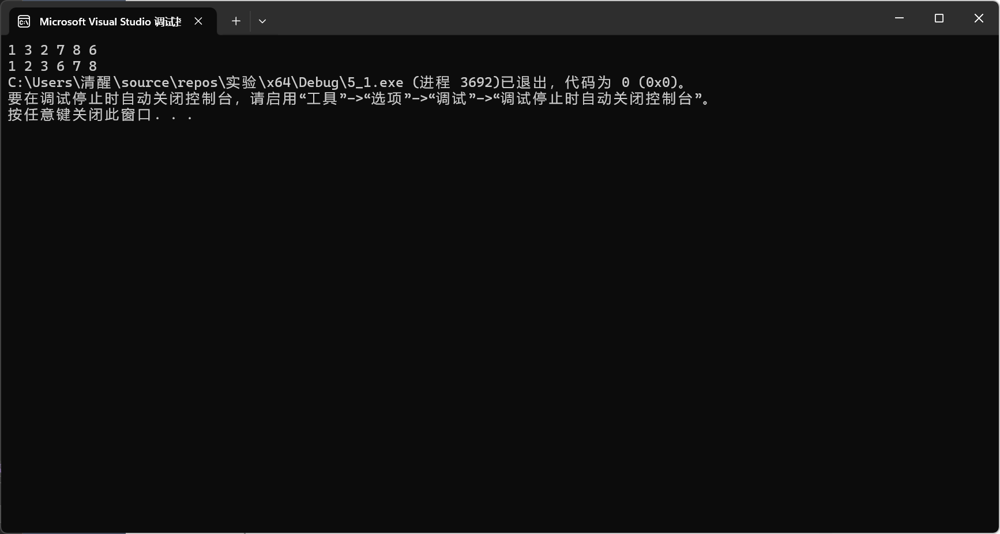 Microsoft Visual Studio 调试
1 3 2 7 8 6
1 2 3 6 7 8
C:\Users\清醒\source\repos\实验\x64\Debug\5_1.exe (进程 3692)已退出，代码为 0 (0x0)。
要在调试停止时自动关闭控制台，请启用“工具”->“选项”->“调试”->“调试停止时自动关闭控制台”。
按任意键关闭此窗口. . .